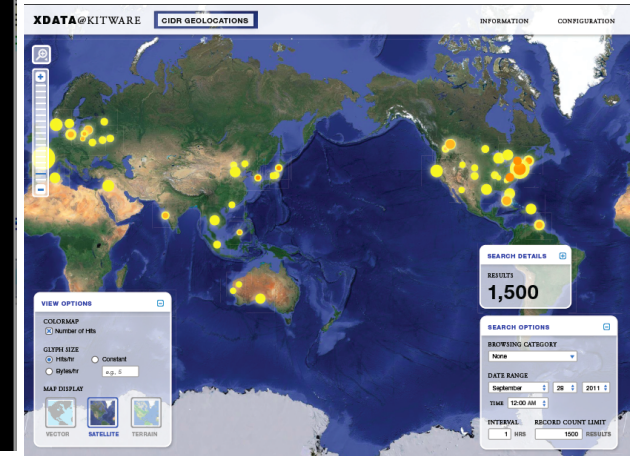 XDATA@KITWARE
CIDR GEOLOCATIONS
INFORMATION
CONFIGURATION
VIEW OPTIONS
COLORMAP
Number of Hits
GLYPH SIZE
Hits/hr
Constant
Bytes/hr
e.g., 5
MAP DISPLAY
VECTOR
SATELLITE
TERRAIN
SEARCH DETAILS
RESULTS
1,500
SEARCH OPTIONS
BROWSING CATEGORY
None
DATE RANGE
September 28 2011
TIME 12:00 AM
INTERVAL RECORD COUNT LIMIT
1 HRS 1500 RESULTS